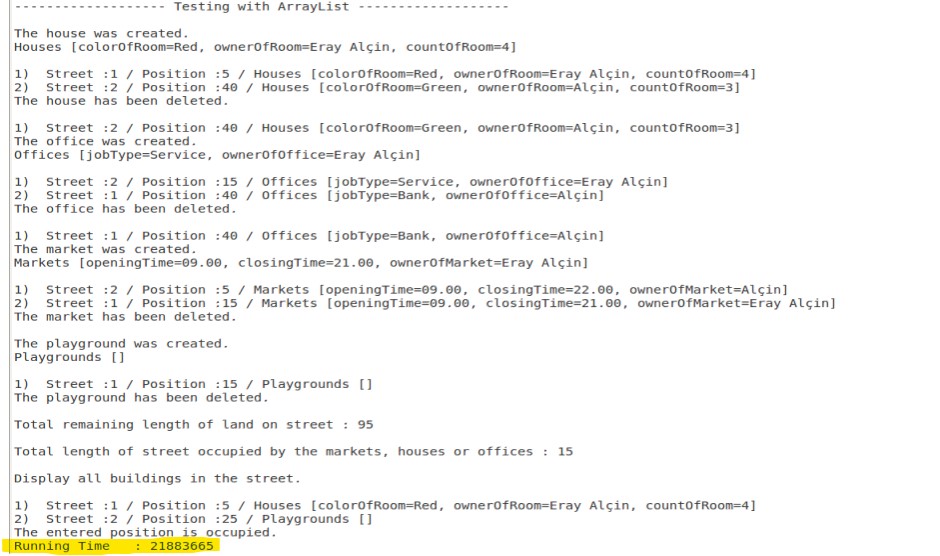 ------------------- Testing with ArrayList -------------------
The house was created.
Houses [colorOfRoom=Red, ownerOfRoom=Eray Alçin, countOfRoom=4]
1)  Street :1 / Position :5 / Houses [colorOfRoom=Red, ownerOfRoom=Eray Alçin, countRoom=4]
2)  Street :2 / Position :40 / Houses [colorOfRoom=Green, ownerOfRoom=Alçin, countRoom=3]
The house has been deleted.
1)  Street :2 / Position :40 / Houses [colorOfRoom=Green, ownerOfRoom=Alçin, countRoom=3]
The office was created.
Offices [jobType=Service, ownerOfOffice=Eray Alçin]
1)  Street :2 / Position :15 / Offices [jobType=Service, ownerOfOffice=Eray Alçin]
2)  Street :1 / Position :40 / Offices [jobType=Bank, ownerOfOffice=Alçin]
The office has been deleted.
1)  Street :1 / Position :40 / Offices [jobType=Bank, ownerOfOffice=Alçin]
The market was created.
Markets [openingTime=09.00, closingTime=21.00, ownerOfMarket=Eray Alçin]
1)  Street :2 / Position :5 / Markets [openingTime=09.00, closingTime=22.00, ownerOfMarket=Alçin]
2)  Street :1 / Position :15 / Markets [openingTime=09.00, closingTime=21.00, ownerOfMarket=Eray Alçin]
The market has been deleted.
The playground was created.
Playgrounds []
1)  Street :1 / Position :15 / Playgrounds []
The playground has been deleted.
Total remaining length of land on street : 95
Total length of street occupied by the markets, houses or offices : 15
Display all buildings in the street.
1)  Street :1 / Position :5 / Houses [colorOfRoom=Red, ownerOfRoom=Eray Alçin, countRoom=4]
2)  Street :2 / Position :25 / Playgrounds []
The entered position is occupied.
Running Time   : 21883665